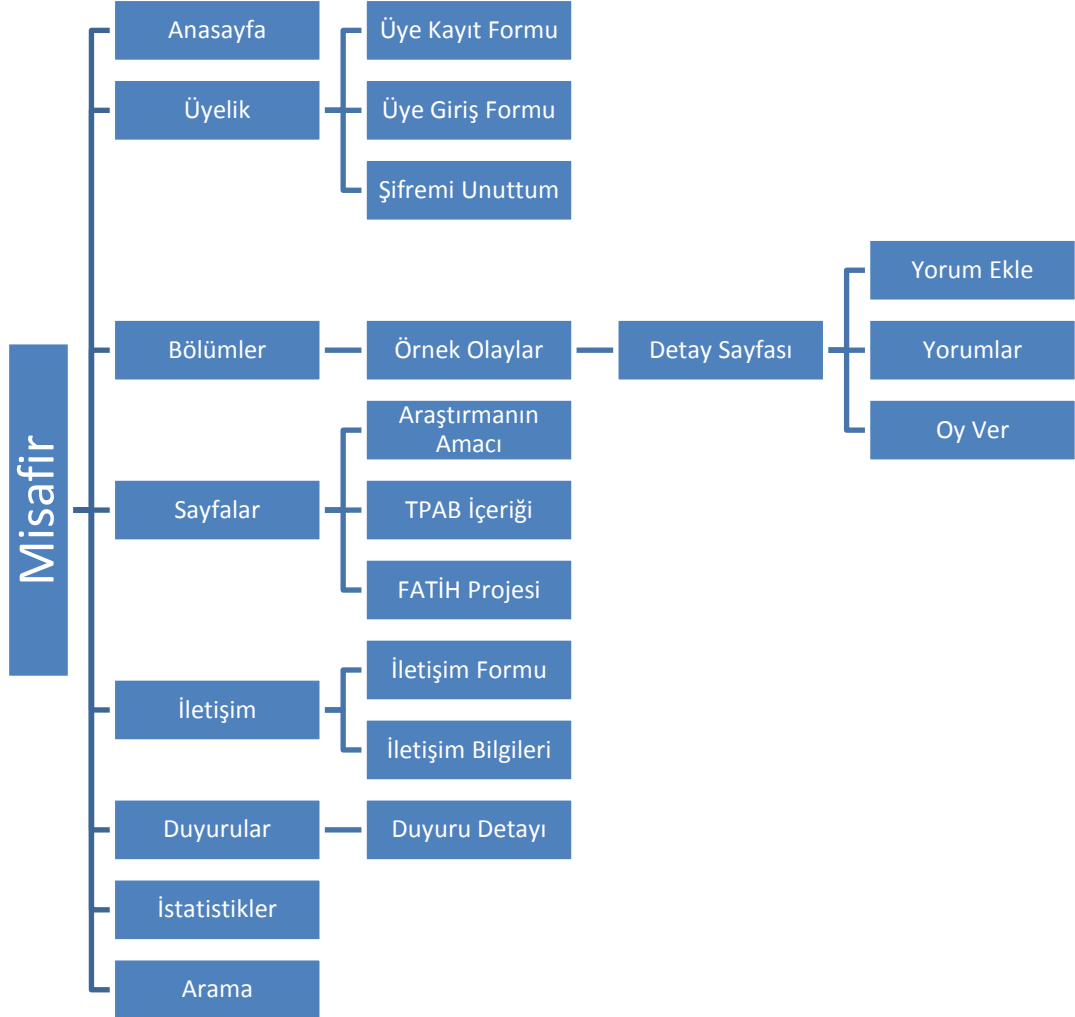 Misafir
Anasayfa
Üyelik
Üye Kayıt Formu
Üye Giriş Formu
Şifremi Unuttum
Bölümler
Örnek Olaylar
Detay Sayfası
Yorum Ekle
Yorumlar
Oy Ver
Sayfalar
Araştırmanın
Amacı
TPAB İçeriği
FATİH Projesi
İletişim
İletişim Formu
İletişim Bilgileri
Duyurular
Duyuru Detayı
İstatistikler
Arama